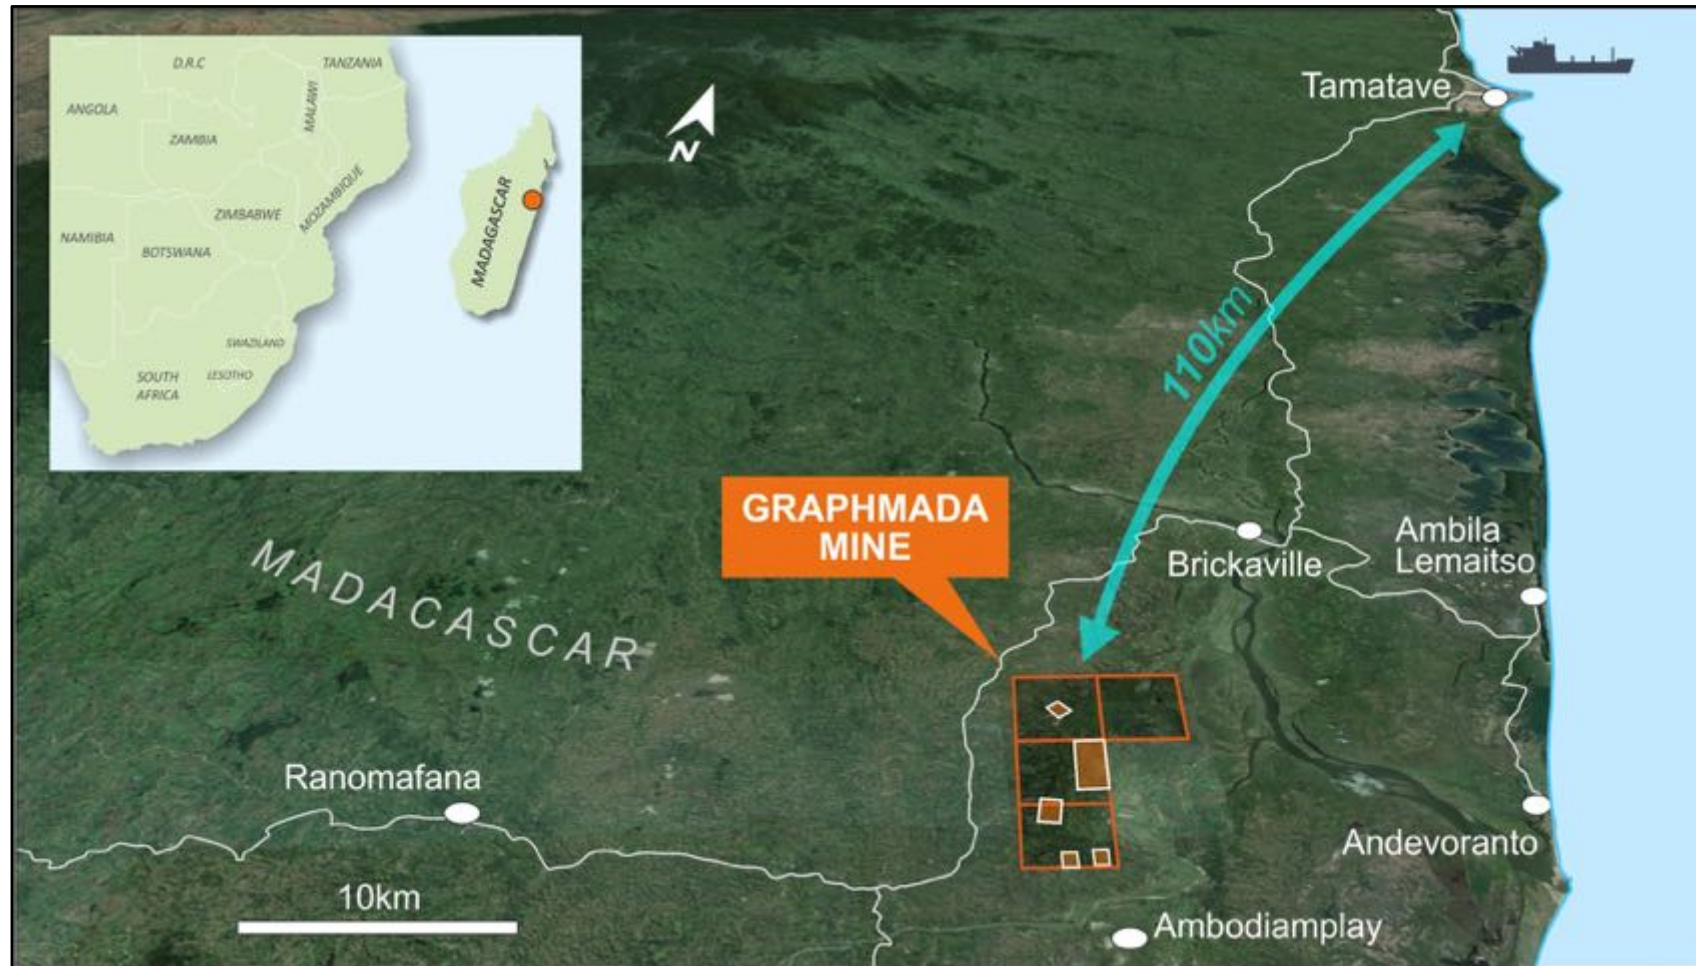 D.R.C
TANZANIA
ANGOLA
MALAWI
ZAMBIA
MOZAMBIQUE
ZIMBABWE
MADAGASCAR
NAMIBIA
BOTSWANA
SWAZILAND
SOUTH
AFRICA
LESOTHO
N
Tamatave
110km
GRAPHMADA
MINE
Brickaville
Ambila
Lemaitso
MADACASCAR
Ranomafana
Andevoranto
10km
Ambodiamplay